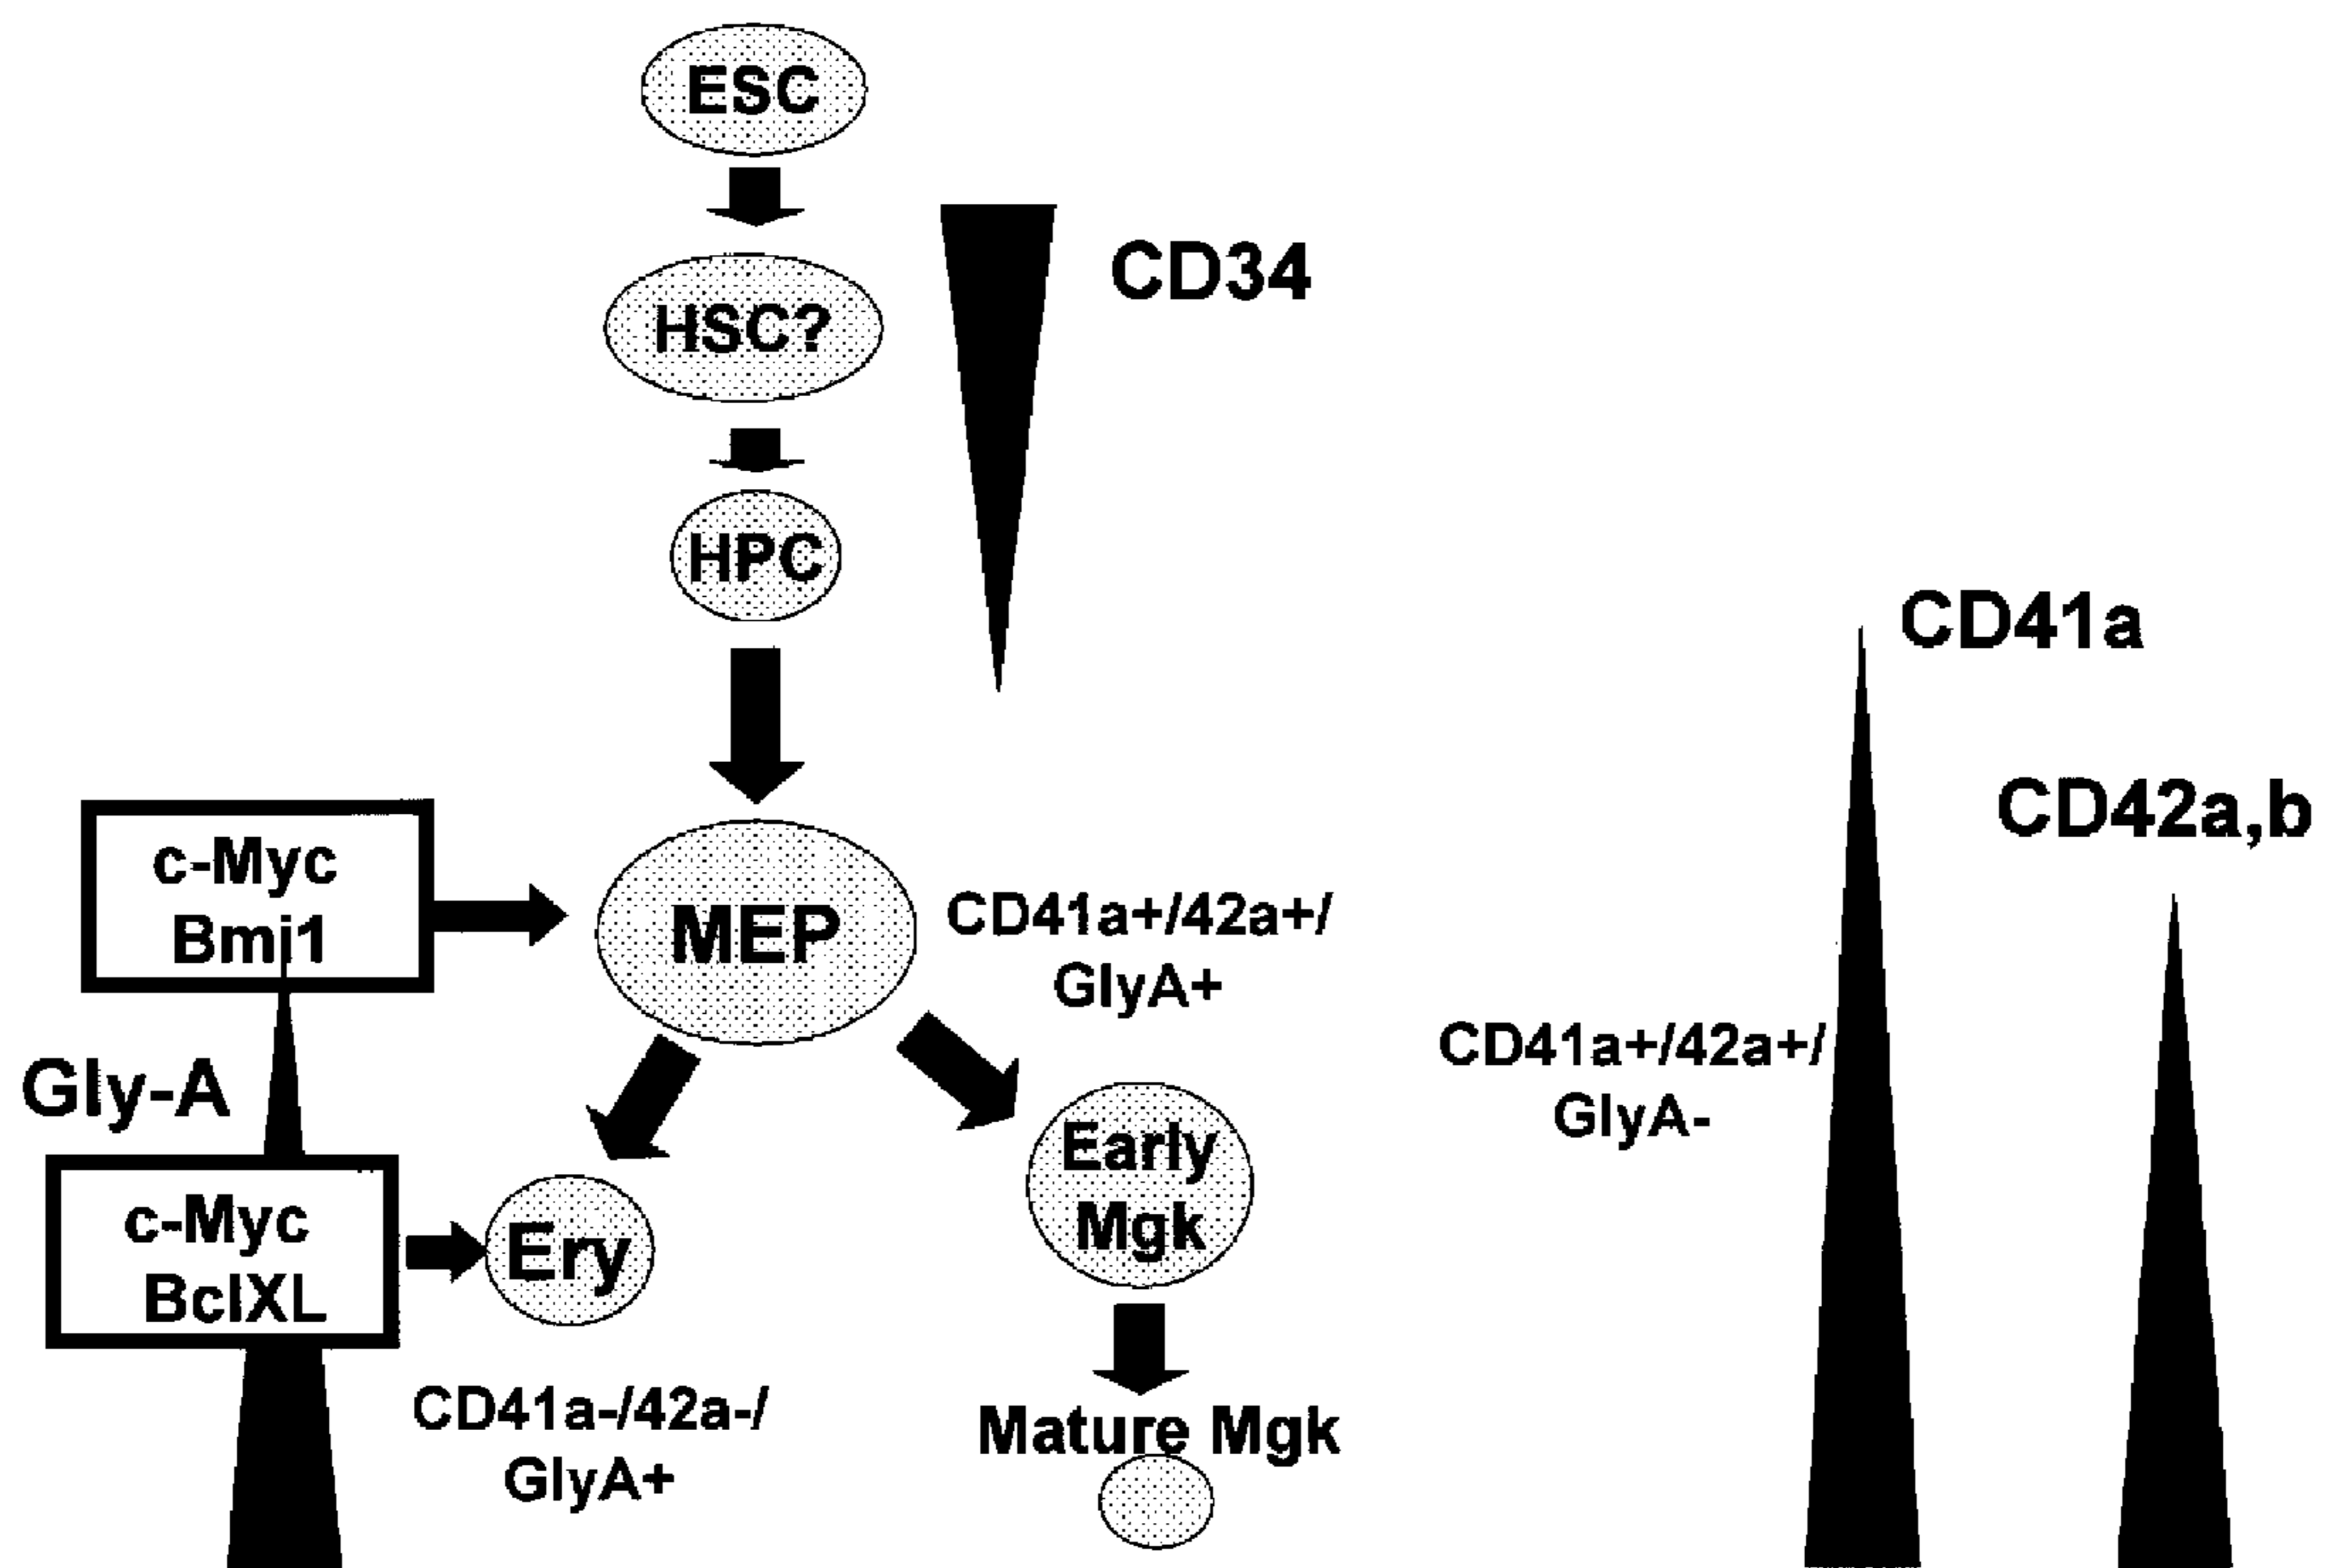 ESC
HSC?
CD34
HPC
CD41a
CD42a,b
c-Myc
Bmi1
MEP
CD41a+/42a+/
GlyA+
CD41a+/42a+/
GlyA-
Gly-A
Early
Mgk
c-Myc
BclXL
Ery
CD41a-/42a-/
GlyA+
Mature Mgk